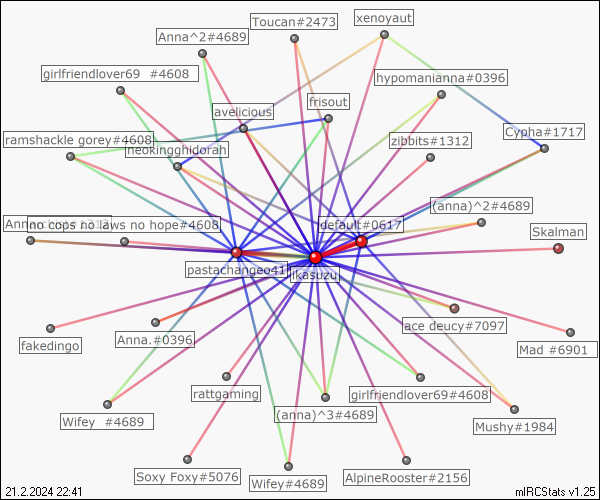 Toucan#2473
xenoyaut
Anna^2#4689
girlfriendlover69 #4608
hypomanianna#0396
avelicious
frisout
ramshackle gorey#4608
neokingghidorah
zibbits#1312
Cypha#1717
(anna)^2#4689
no cops no laws no hope#4608
default#0617
Skalman
pastachangeo41
ikasuzu
fakedingo
Anna.#0396
ace deucy#7097
Mad #6901
rattgaming
girlfriendlover69#4608
Wifey #4689
(anna)^3#4689
Mushy#1984
Soxy Foxy#5076
Wifey#4689
AlpineRooster#2156
21.2.2024 22:41
mIRCStats v1.25